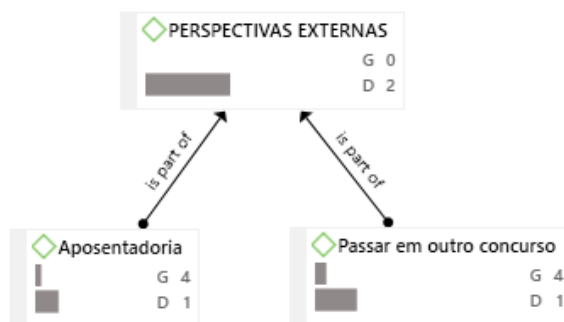 PERSPECTIVAS EXTERNAS
G 0
D 2
is part of
is part of
Aposentadoria
G 4
D 1
Passar em outro concurso
G 4
D 1